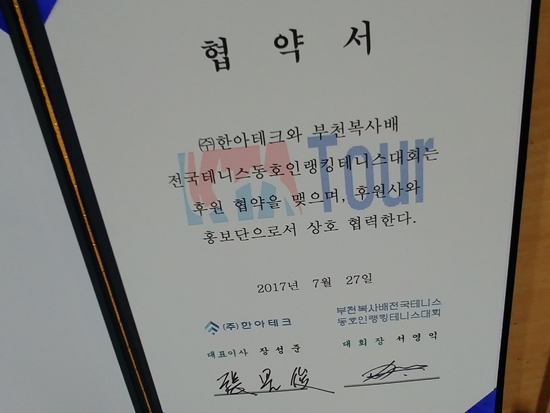 협 약 서
㈜한아테크와 부천복사배
전국테니스동호인랭킹테니스대회는
후원 협약을 맺으며, 후원사와
홍보단으로서 상호 협력한다.
KTA Tour
2017년 7월 27일
(주)한아테크
대표이사 장성준
부천복사배전국테니스
동호인랭킹테니스대회
대회장 서영익